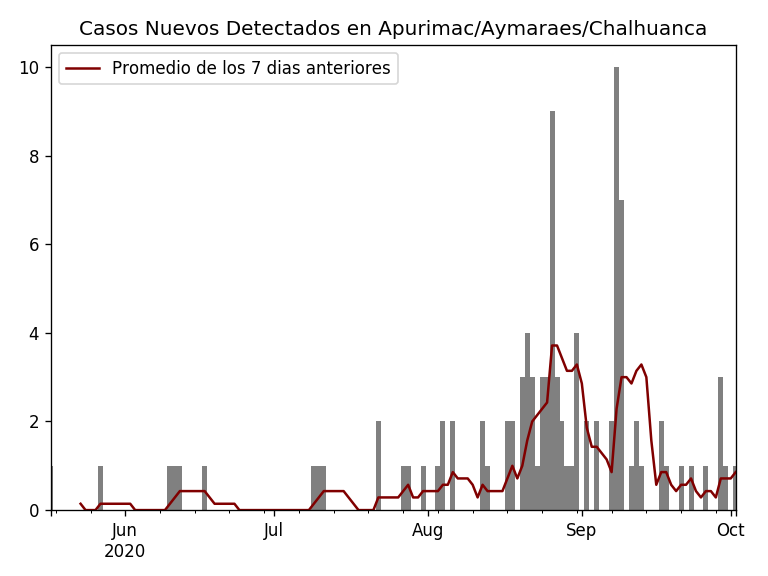 Casos Nuevos Detectados en Apurimac/Aymaraes/Chalhuanca
Promedio de los 7 dias anteriores
10
8
6
4
2
0
Jun
2020
Jul
Aug
Sep
Oct